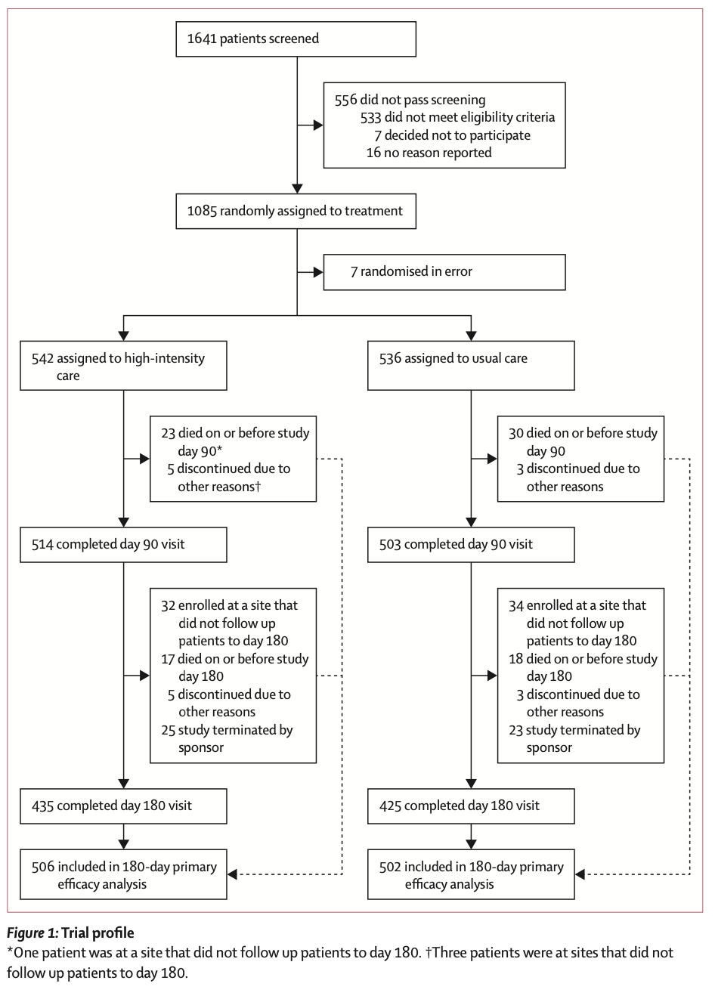 1641 patients screened
556 did not pass screening
533 did not meet eligibility criteria
7 decided not to participate
16 no reason reported
1085 randomly assigned to treatment
7 randomised in error
542 assigned to high-intensity
care
536 assigned to usual care
23 died on or before study
day 90*
5 discontinued due to
other reasons†
30 died on or before study
day 90
3 discontinued due to
other reasons
514 completed day 90 visit
503 completed day 90 visit
32 enrolled at a site that
did not follow up
patients to day 180
17 died on or before study
day 180
5 discontinued due to
other reasons
25 study terminated by
sponsor
34 enrolled at a site that
did not follow up
patients to day 180
18 died on or before study
day 180
3 discontinued due to
other reasons
23 study terminated by
sponsor
435 completed day 180 visit
425 completed day 180 visit
506 included in 180-day primary
efficacy analysis
502 included in 180-day primary
efficacy analysis
Figure 1: Trial profile
*One patient was at a site that did not follow up patients to day 180. †Three patients were at sites that did not
follow up patients to day 180.